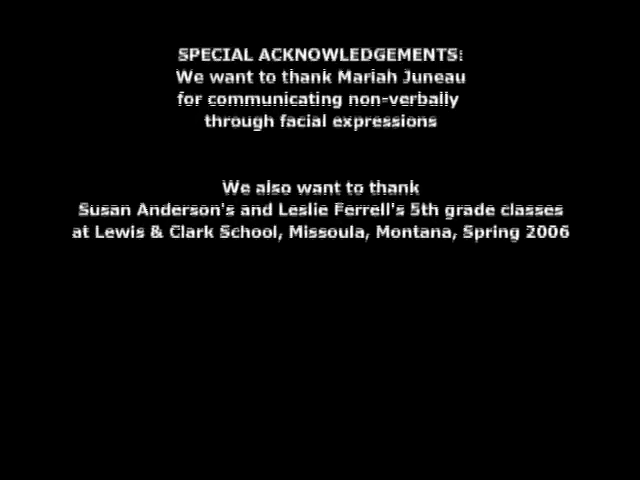 SPECIAL ACKNOWLEDGEMENTS:
We want to thank Mariah Juneau
for communicating non-verbally
through facial expressions
We also want to thank
Susan Anderson's and Leslie Ferrell's 5th grade classes
at Lewis & Clark School, Missoula, Montana, Spring 2006